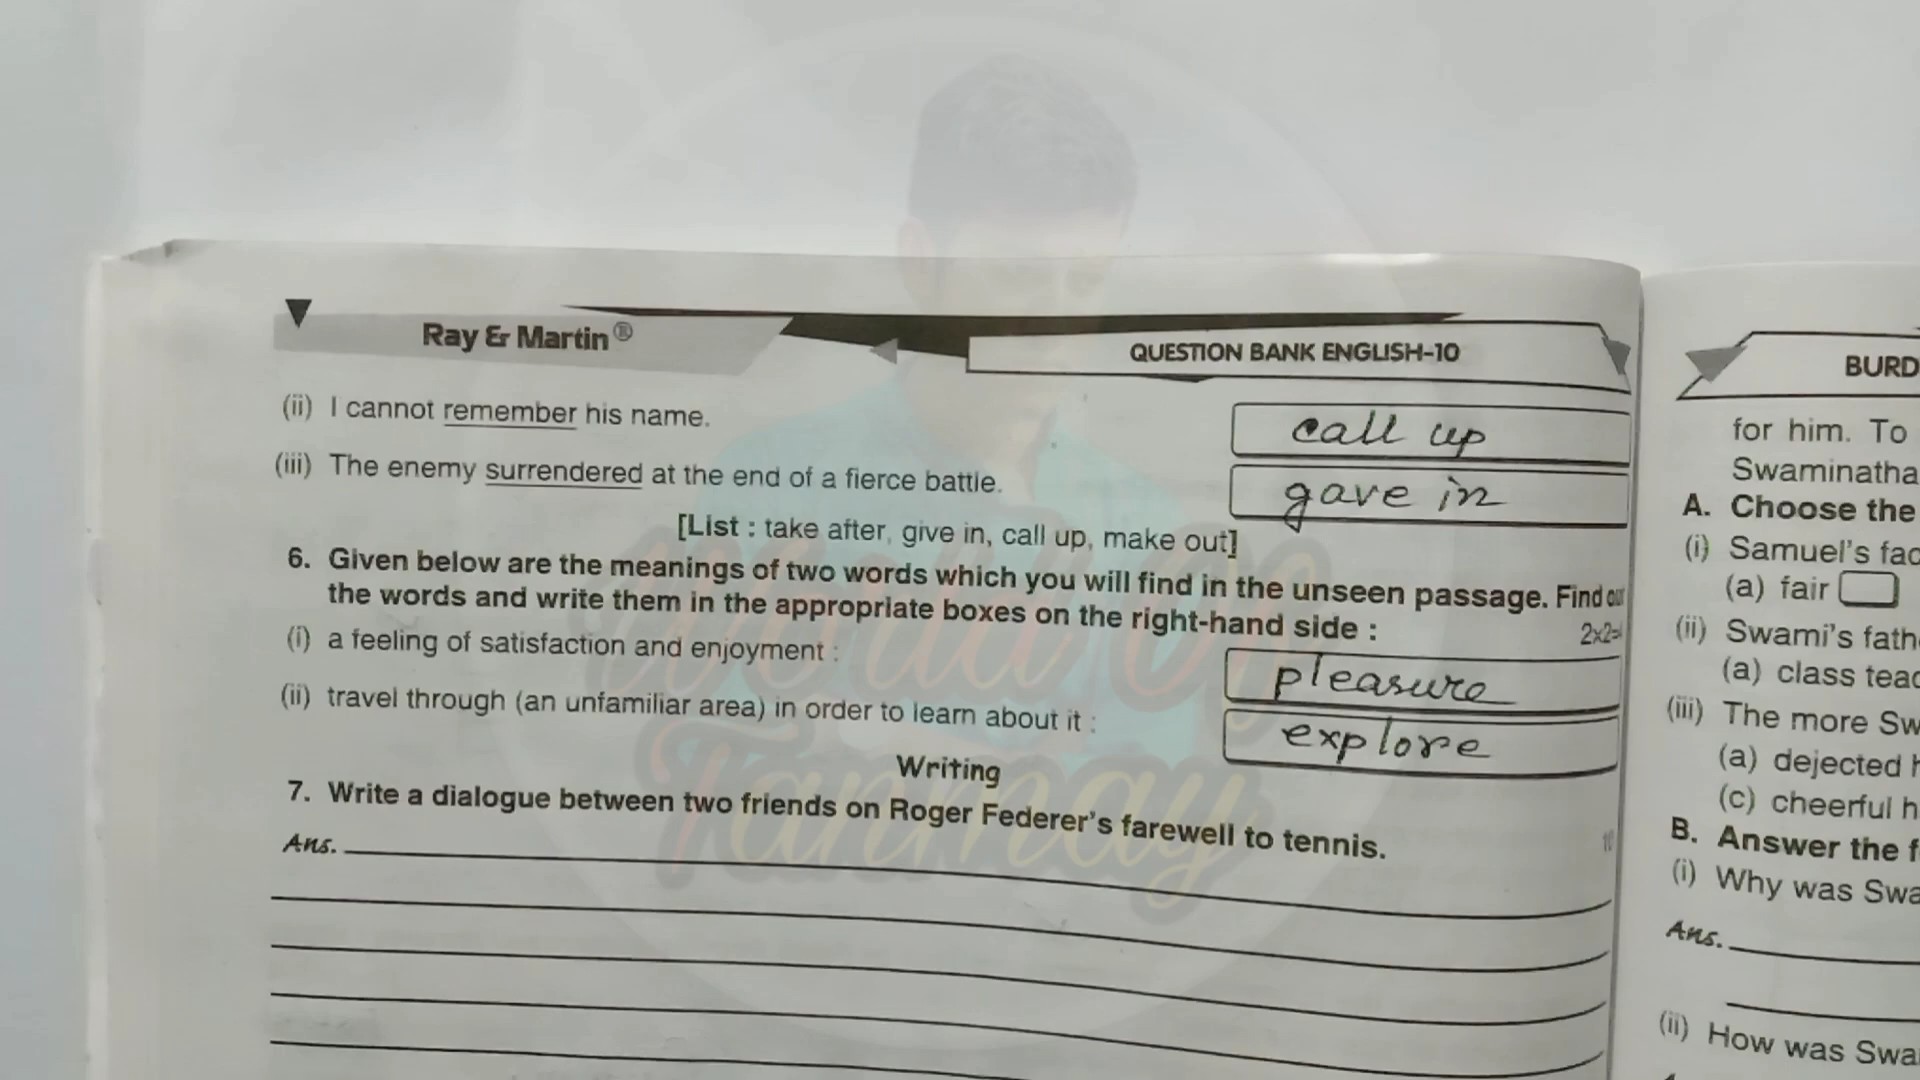 Ray & Martin®
QUESTION BANK ENGLISH-10
(ii) I cannot remember his name.
call up
(iii) The enemy surrendered at the end of a fierce battle.
gave in
[List : take after, give in, call up, make out]
6. Given below are the meanings of two words which you will find in the unseen passage. Find out
the words and write them in the appropriate boxes on the right-hand side :
2×2=
(i) a feeling of satisfaction and enjoyment :
pleasure
(ii) travel through (an unfamiliar area) in order to learn about it :
explore
Writing
7. Write a dialogue between two friends on Roger Federer's farewell to tennis.
10
Ans.
World Of
Tanmay
BURD
for him. To
Swaminatha
A. Choose the
(i) Samuel's fac
(a) fair
(ii) Swami's fath
(a) class teac
(iii) The more Sw
(a) dejected h
(c) cheerful h
B. Answer the f
(i) Why was Swa
Ans.
(ii) How was Swa